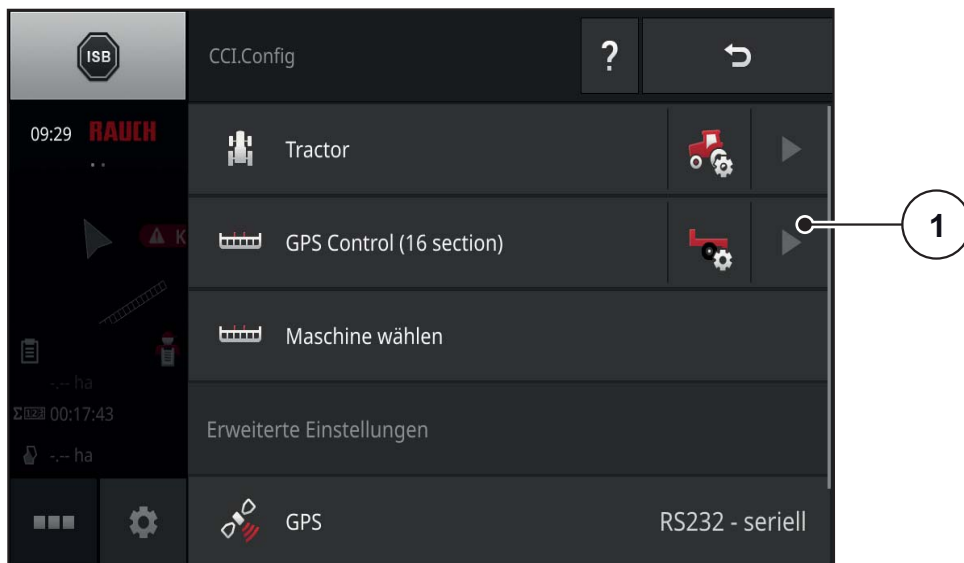 ISB
CCI.Config
?
09:29 RAUCH
Tractor
K
GPS Control (16 section)
1
Maschine wählen
-.-- ha
Σ 123 00:17:43
Erweiterte Einstellungen
-.-- ha
GPS
RS232 - seriell